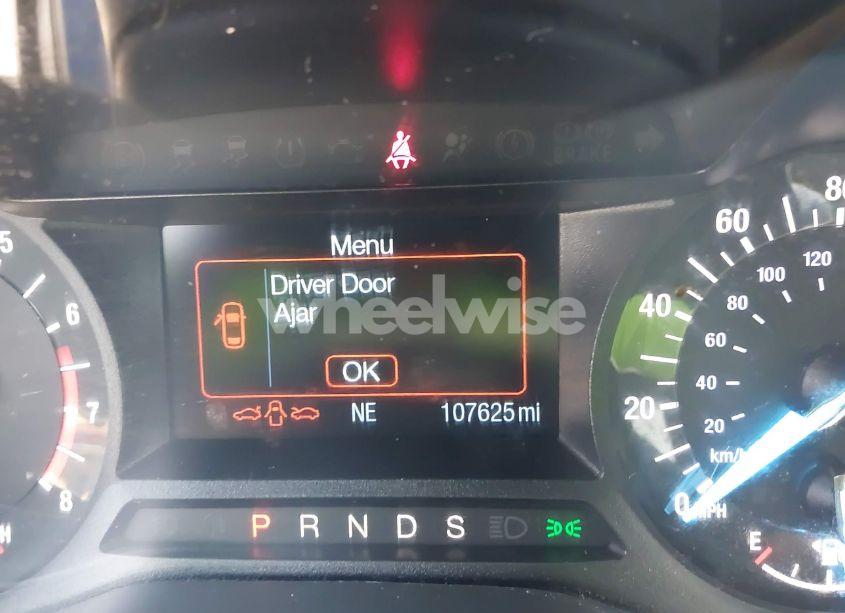 BRAKE
Menu
Driver Door
Ajar
OK
NE 107625 mi
wheelwise
P R N D S
5
6
7
8
H
0
20
40
60
80
20
40
60
80
100
120
km/h
MPH
E